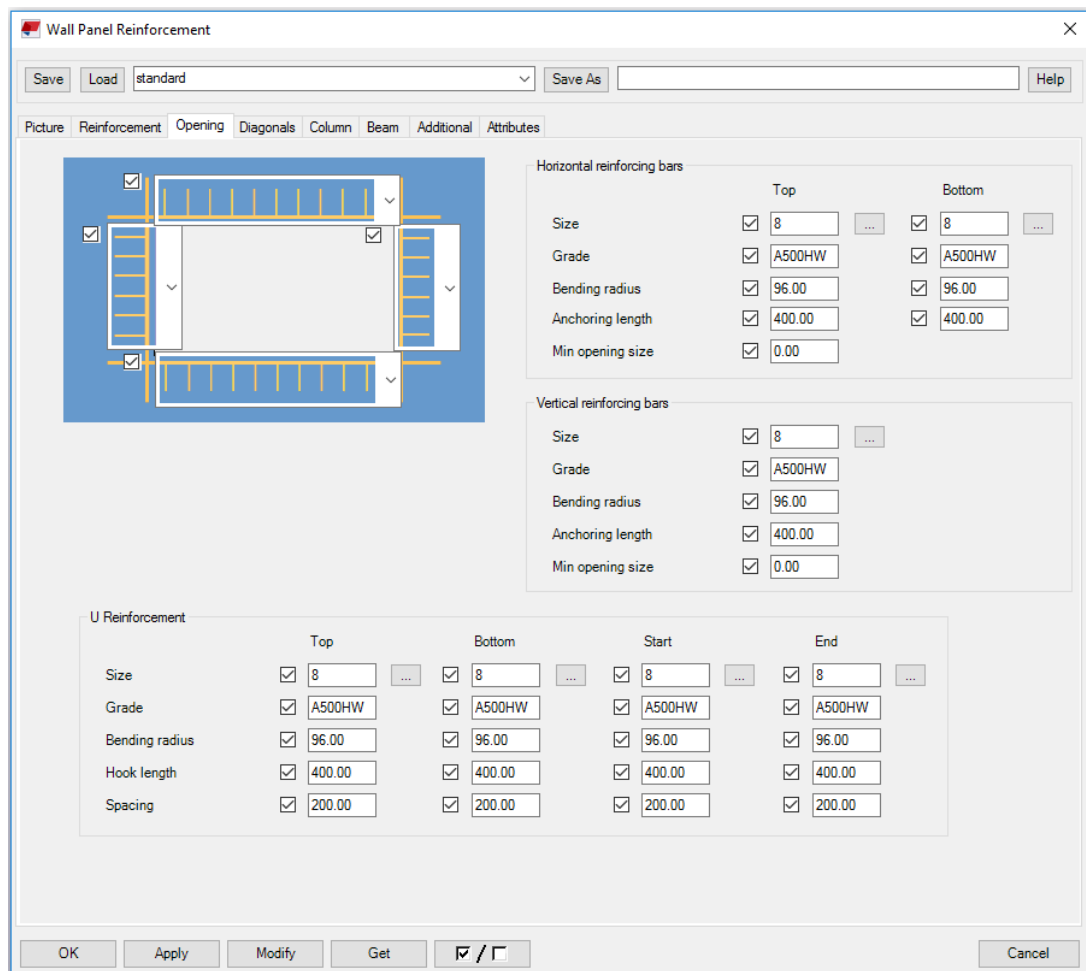 Wall Panel Reinforcement
Save Load standard Save As Help
Picture Reinforcement Opening Diagonals Column Beam Additional Attributes
Horizontal reinforcing bars
Top Bottom
Size 8 ... 8 ...
Grade A500HW A500HW
Bending radius 96.00 96.00
Anchoring length 400.00 400.00
Min opening size 0.00
Vertical reinforcing bars
Size 8 ...
Grade A500HW
Bending radius 96.00
Anchoring length 400.00
Min opening size 0.00
U Reinforcement
Top Bottom Start End
Size 8 ... 8 ... 8 ... 8 ...
Grade A500HW A500HW A500HW A500HW
Bending radius 96.00 96.00 96.00 96.00
Hook length 400.00 400.00 400.00 400.00
Spacing 200.00 200.00 200.00 200.00
OK Apply Modify Get / Cancel